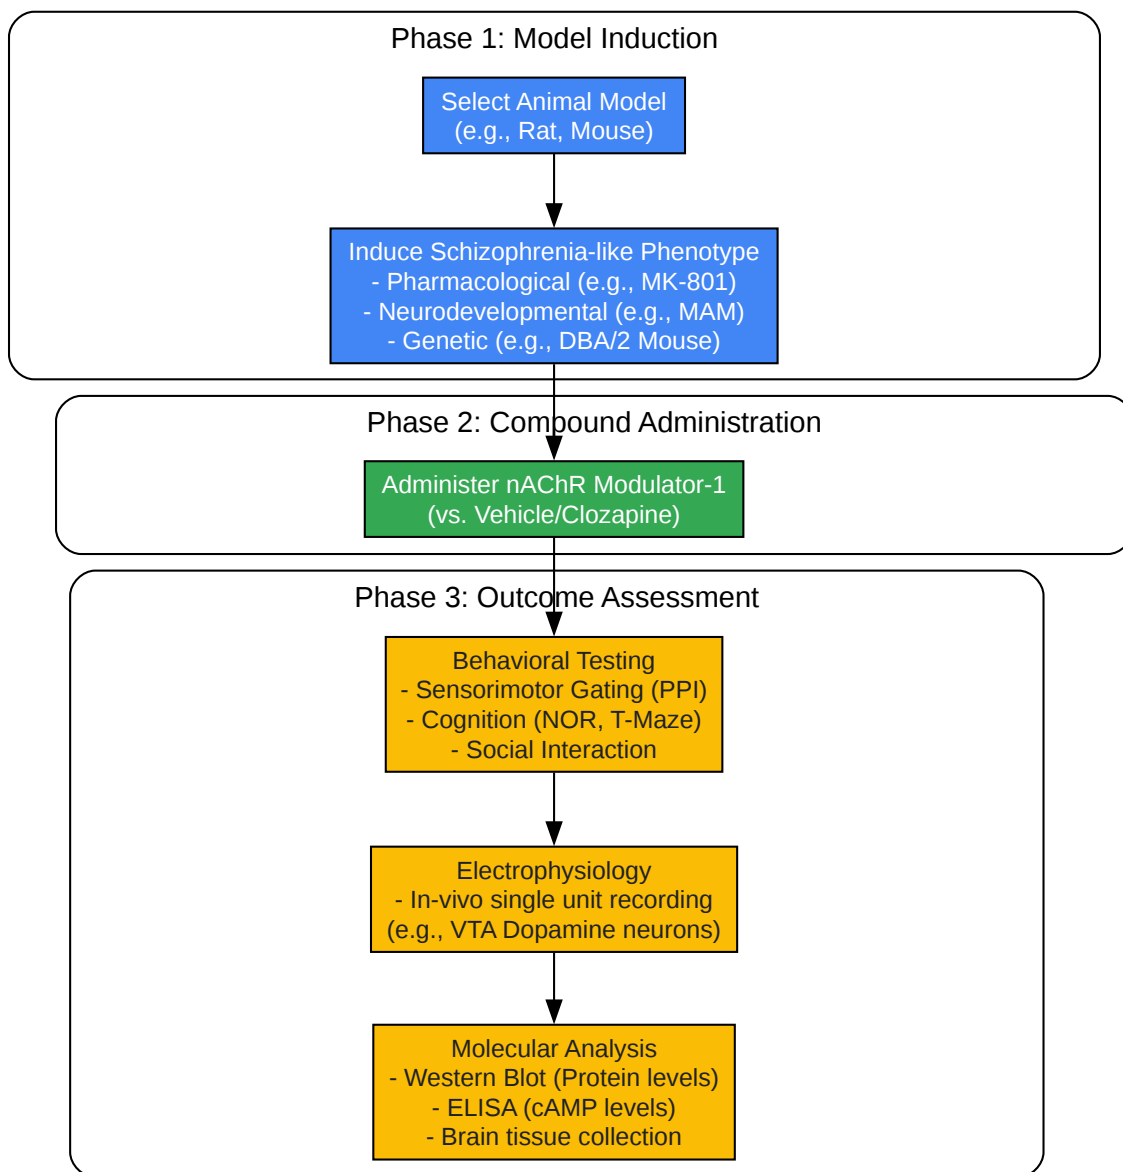 Phase 1: Model Induction
Select Animal Model
(e.g., Rat, Mouse)
Induce Schizophrenia-like Phenotype
- Pharmacological (e.g., MK-801)
- Neurodevelopmental (e.g., MAM)
- Genetic (e.g., DBA/2 Mouse)
Phase 2: Compound Administration
Administer nAChR Modulator-1
(vs. Vehicle/Clozapine)
Phase 3: Outcome Assessment
Behavioral Testing
- Sensorimotor Gating (PPI)
- Cognition (NOR, T-Maze)
- Social Interaction
Electrophysiology
- In-vivo single unit recording
(e.g., VTA Dopamine neurons)
Molecular Analysis
- Western Blot (Protein levels)
- ELISA (cAMP levels)
- Brain tissue collection